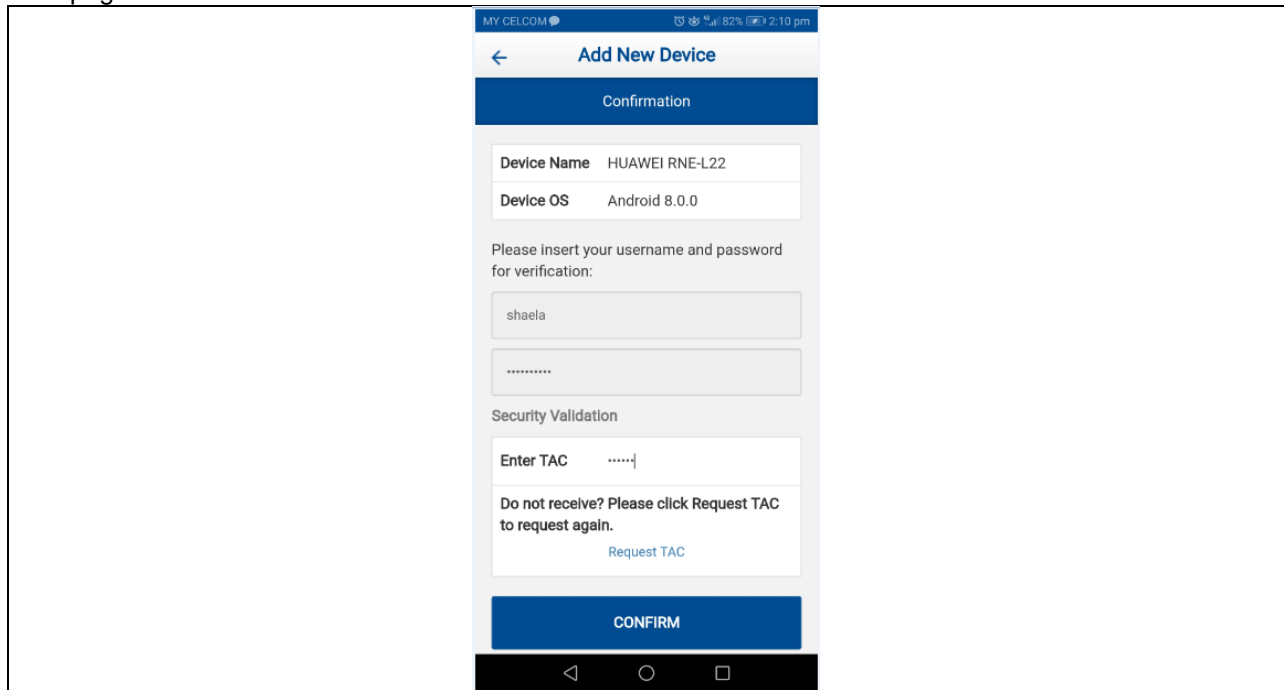 MY CELCOM 82% 2:10 pm
Add New Device
Confirmation
Device Name HUAWEI RNE-L22
Device OS Android 8.0.0
Please insert your username and password
for verification:
shaela
••••••••••
Security Validation
Enter TAC ••••••
Do not receive? Please click Request TAC
to request again.
Request TAC
CONFIRM